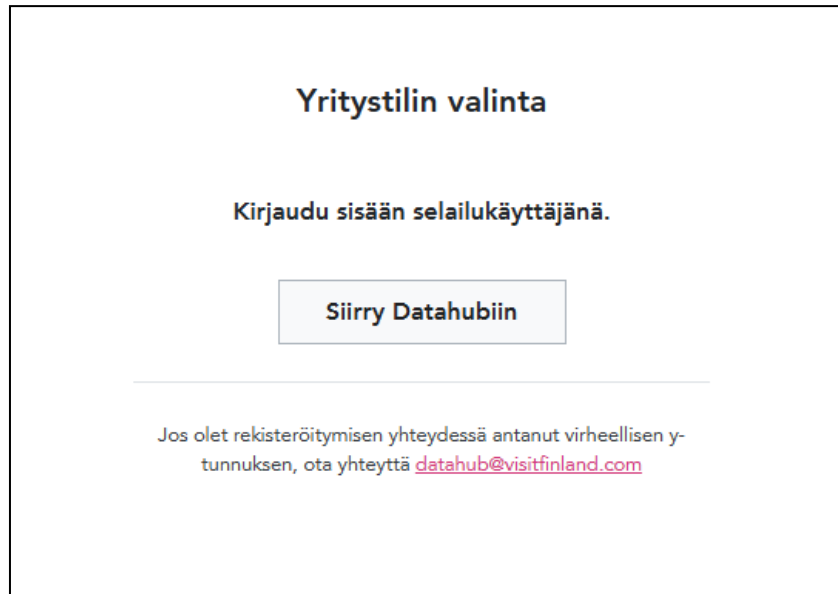 Yritystilin valinta
Kirjaudu sisään selailukäyttäjänä.
Siirry Datahubiin
Jos olet rekisteröitymisen yhteydessä antanut virheellisen y-
tunnuksen, ota yhteyttä datahub@visitfinland.com